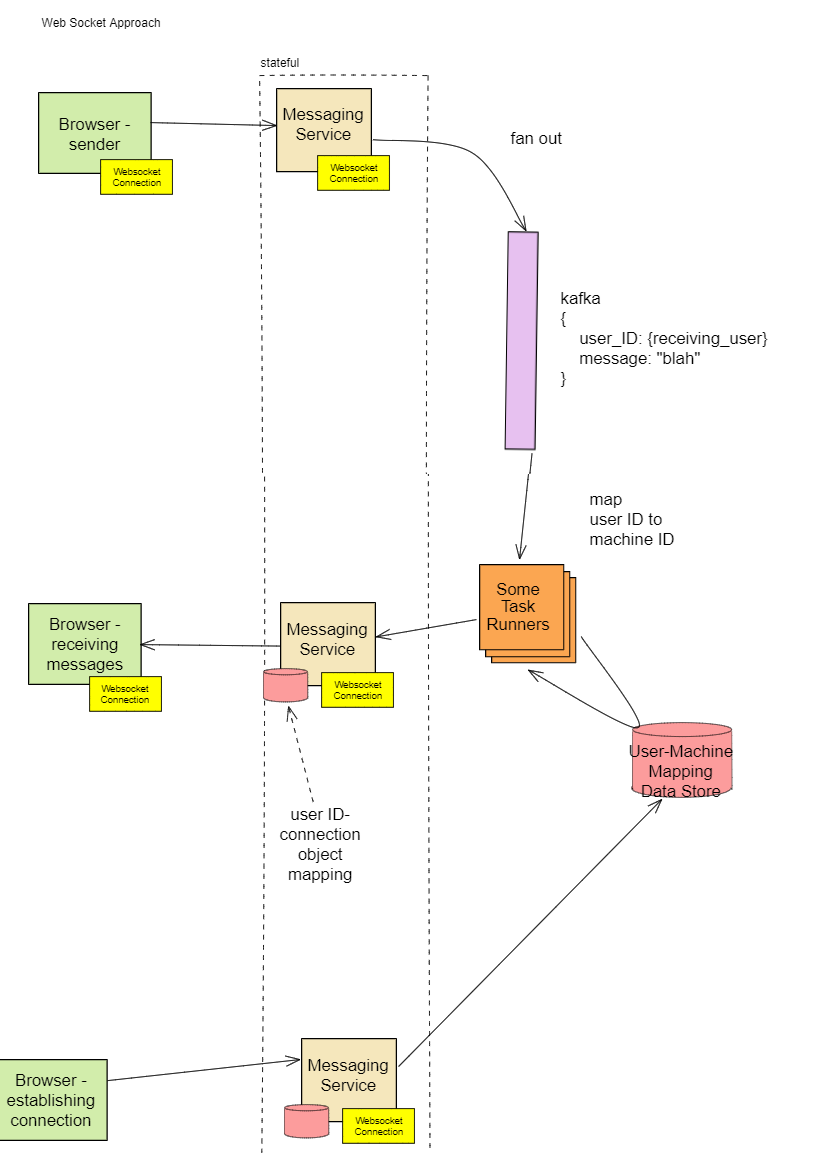 Web Socket Approach
stateful
Browser -
sender
Websocket
Connection
Messaging
Service
Websocket
Connection
fan out
kafka
{
user_ID: {receiving_user}
message: "blah"
}
map
user ID to
machine ID
Some
Task
Runners
Browser -
receiving
messages
Websocket
Connection
Messaging
Service
Websocket
Connection
User-Machine
Mapping
Data Store
user ID-
connection
object
mapping
Browser -
establishing
connection
Messaging
Service
Websocket
Connection